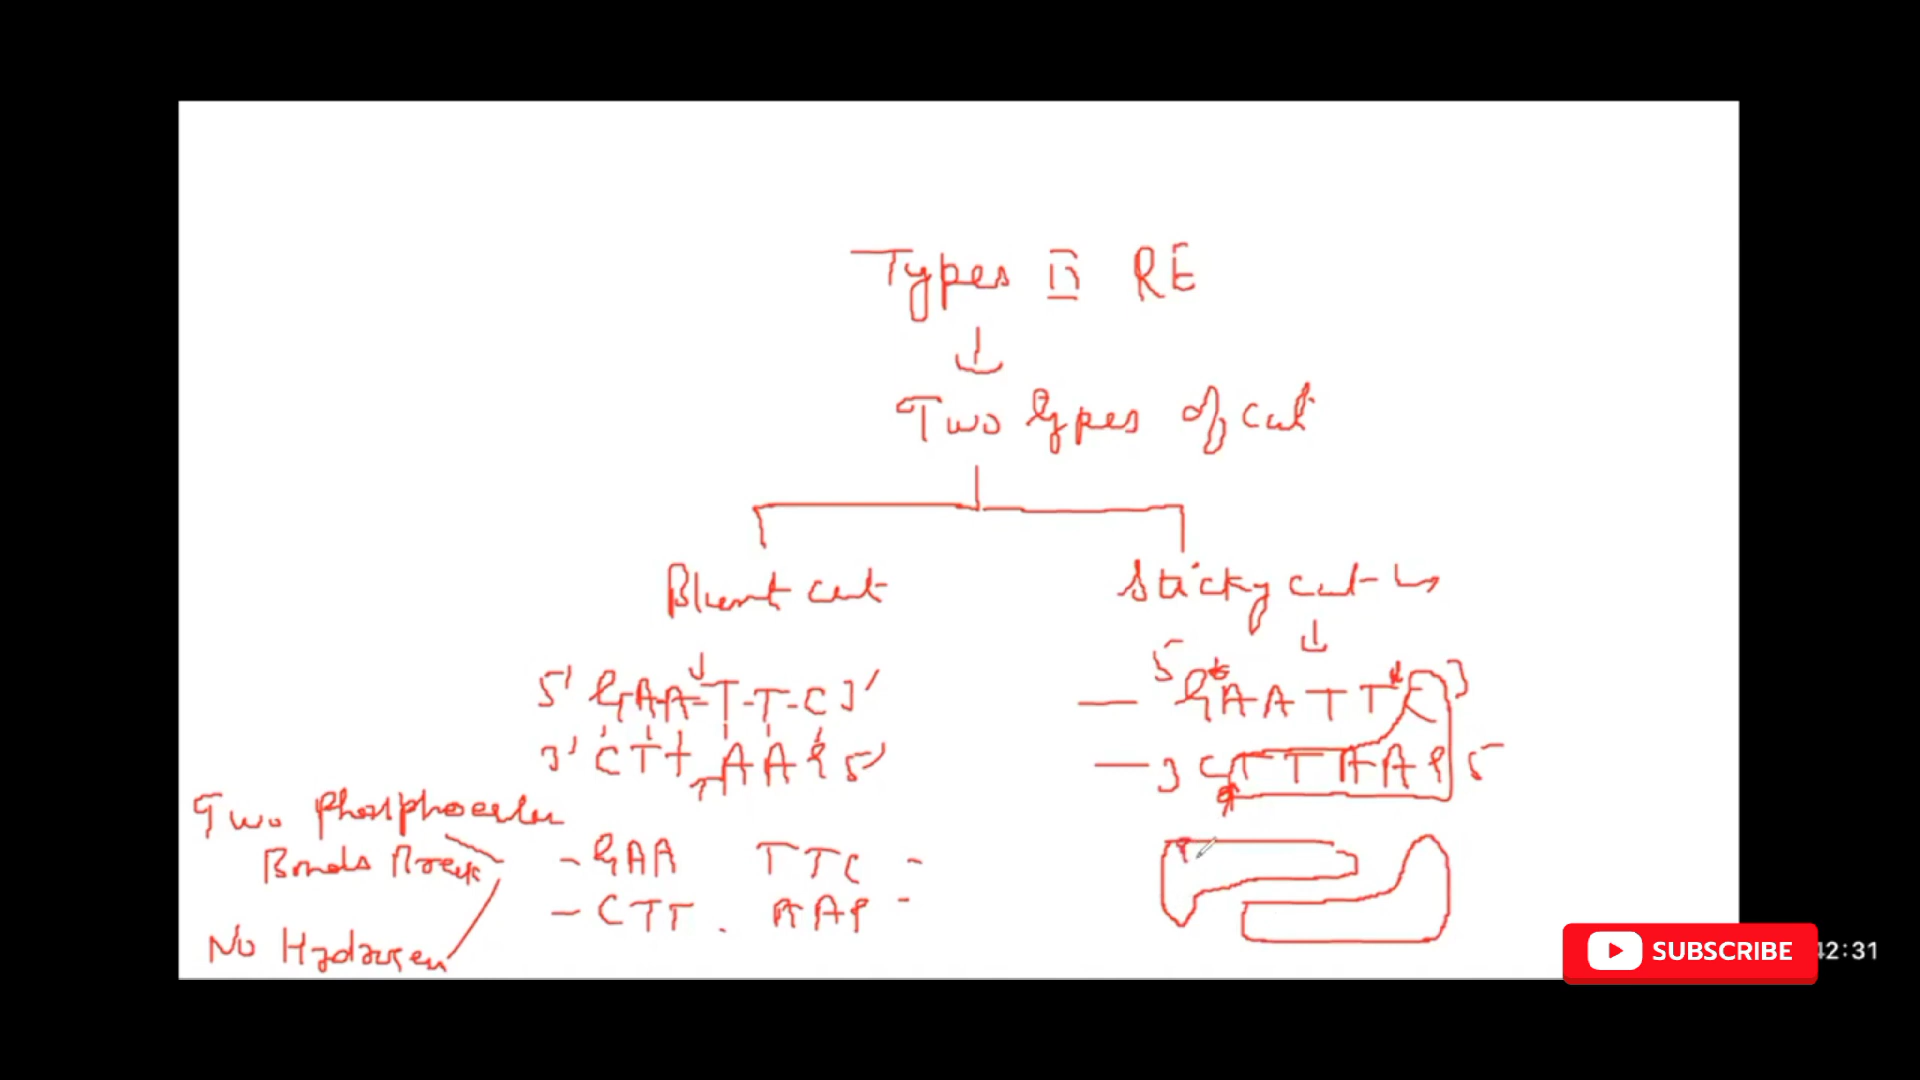 Types II RE
Two types of cut
Blunt cut
Sticky cut
5' GAA-T-T-C 3'
3' CTT AAG 5'
5 GAATTC 3
3 CTTAAG 5
Two Phosphoester
Bonds Break
No Hydrogen
- GAA TTC -
- CTT . AAG -
SUBSCRIBE
42:31